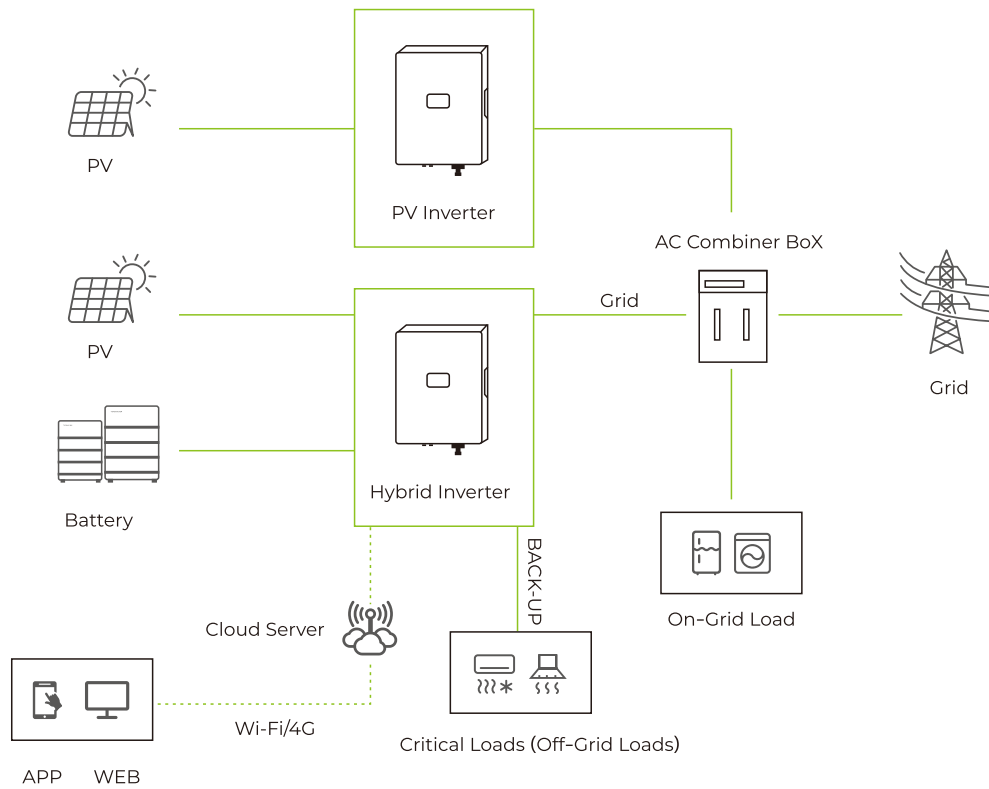 PV
PV Inverter
AC Combiner BoX
Grid
PV
Grid
Hybrid Inverter
Battery
BACK-UP
Cloud Server
On-Grid Load
Wi-Fi/4G
Critical Loads (Off-Grid Loads)
APP
WEB